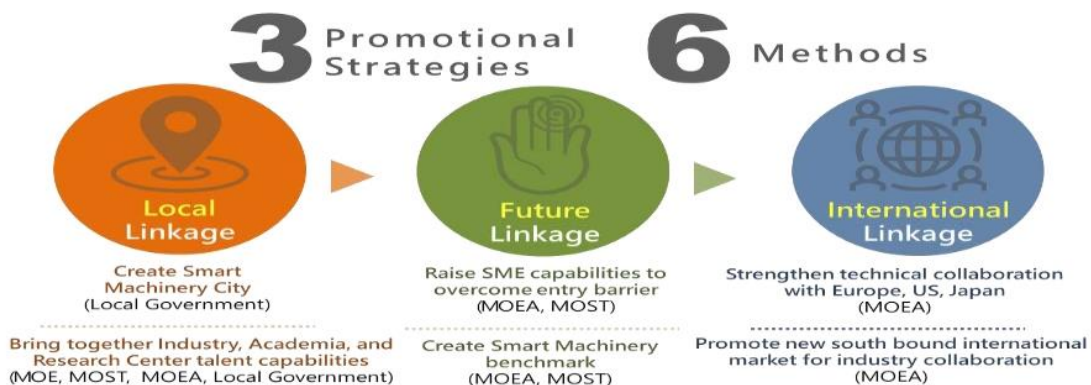 3 Promotional
Strategies
6 Methods
Local
Linkage
Create Smart
Machinery City
(Local Government)
Bring together Industry, Academia, and
Research Center talent capabilities
(MOE, MOST, MOEA, Local Government)
Future
Linkage
Raise SME capabilities to
overcome entry barrier
(MOEA, MOST)
Create Smart Machinery
benchmark
(MOEA, MOST)
International
Linkage
Strengthen technical collaboration
with Europe, US, Japan
(MOEA)
Promote new south bound international
market for industry collaboration
(MOEA)